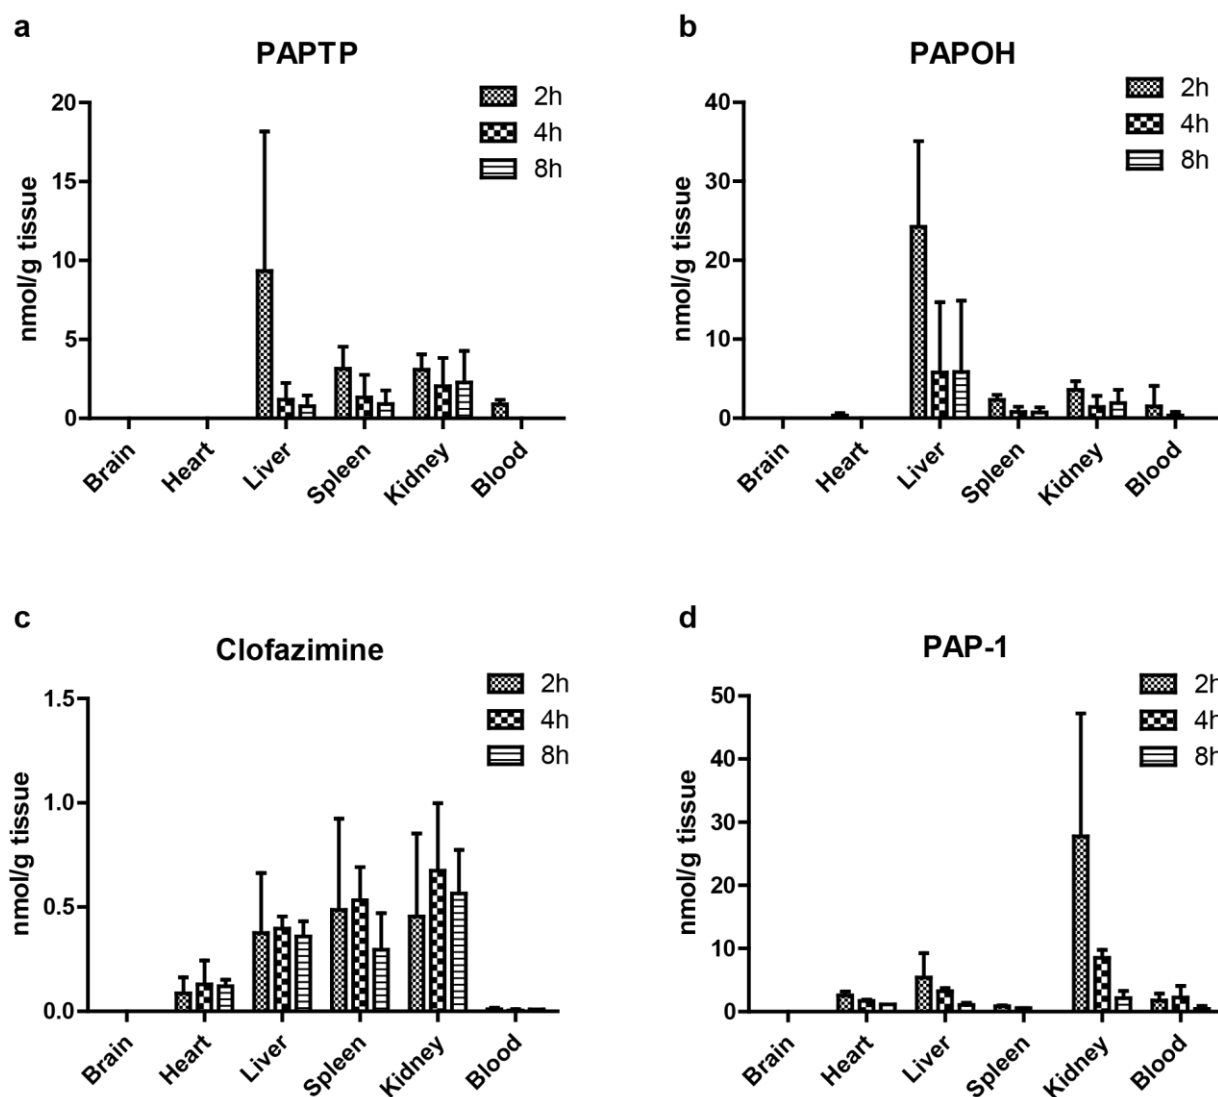 a
PAPTP
2h
4h
8h
20
15
10
5
0
nmol/g tissue
Brain
Heart
Liver
Spleen
Kidney
Blood
b
PAPOH
2h
4h
8h
40
30
20
10
0
nmol/g tissue
Brain
Heart
Liver
Spleen
Kidney
Blood
c
Clofazimine
2h
4h
8h
1.5
1.0
0.5
0.0
nmol/g tissue
Brain
Heart
Liver
Spleen
Kidney
Blood
d
PAP-1
2h
4h
8h
50
40
30
20
10
0
nmol/g tissue
Brain
Heart
Liver
Spleen
Kidney
Blood